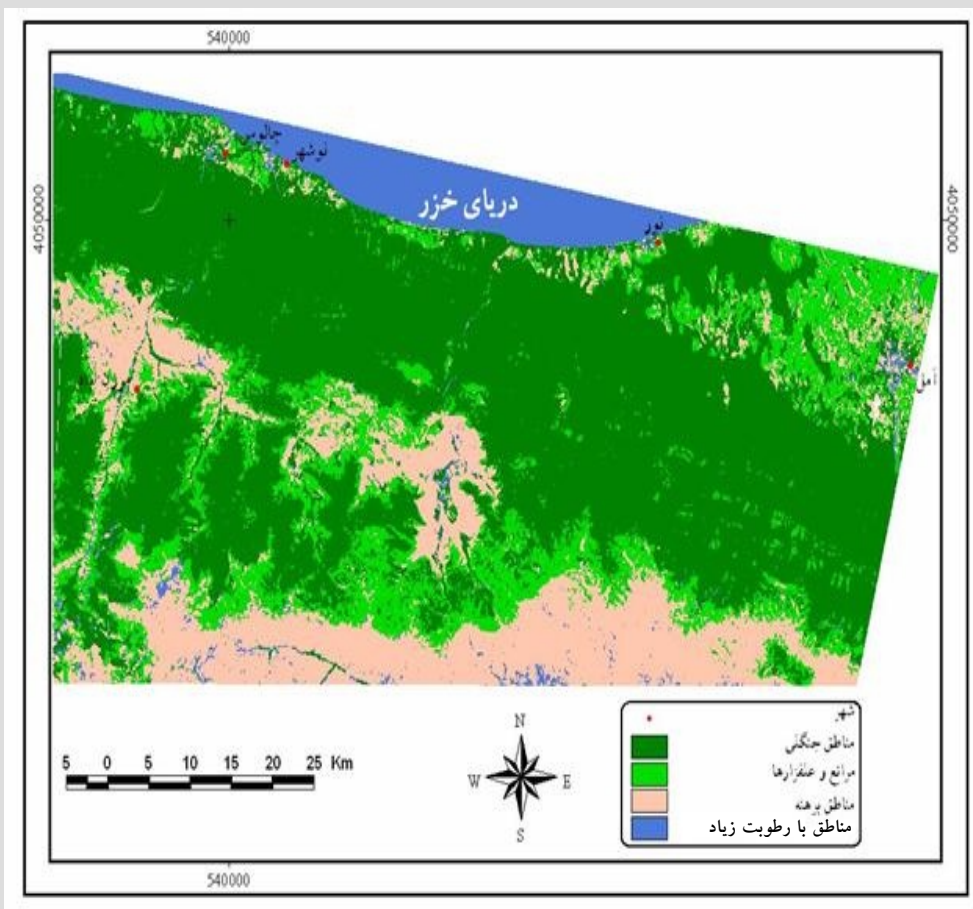 540000
چالوس
نوشهر
دریای خزر
نور
4050000
4050000
آمل
شهر
مناطق جنگلی
مراتع و علفزارها
مناطق برهنه
مناطق با رطوبت زیاد
N
W E
S
5 0 5 10 15 20 25 Km
540000